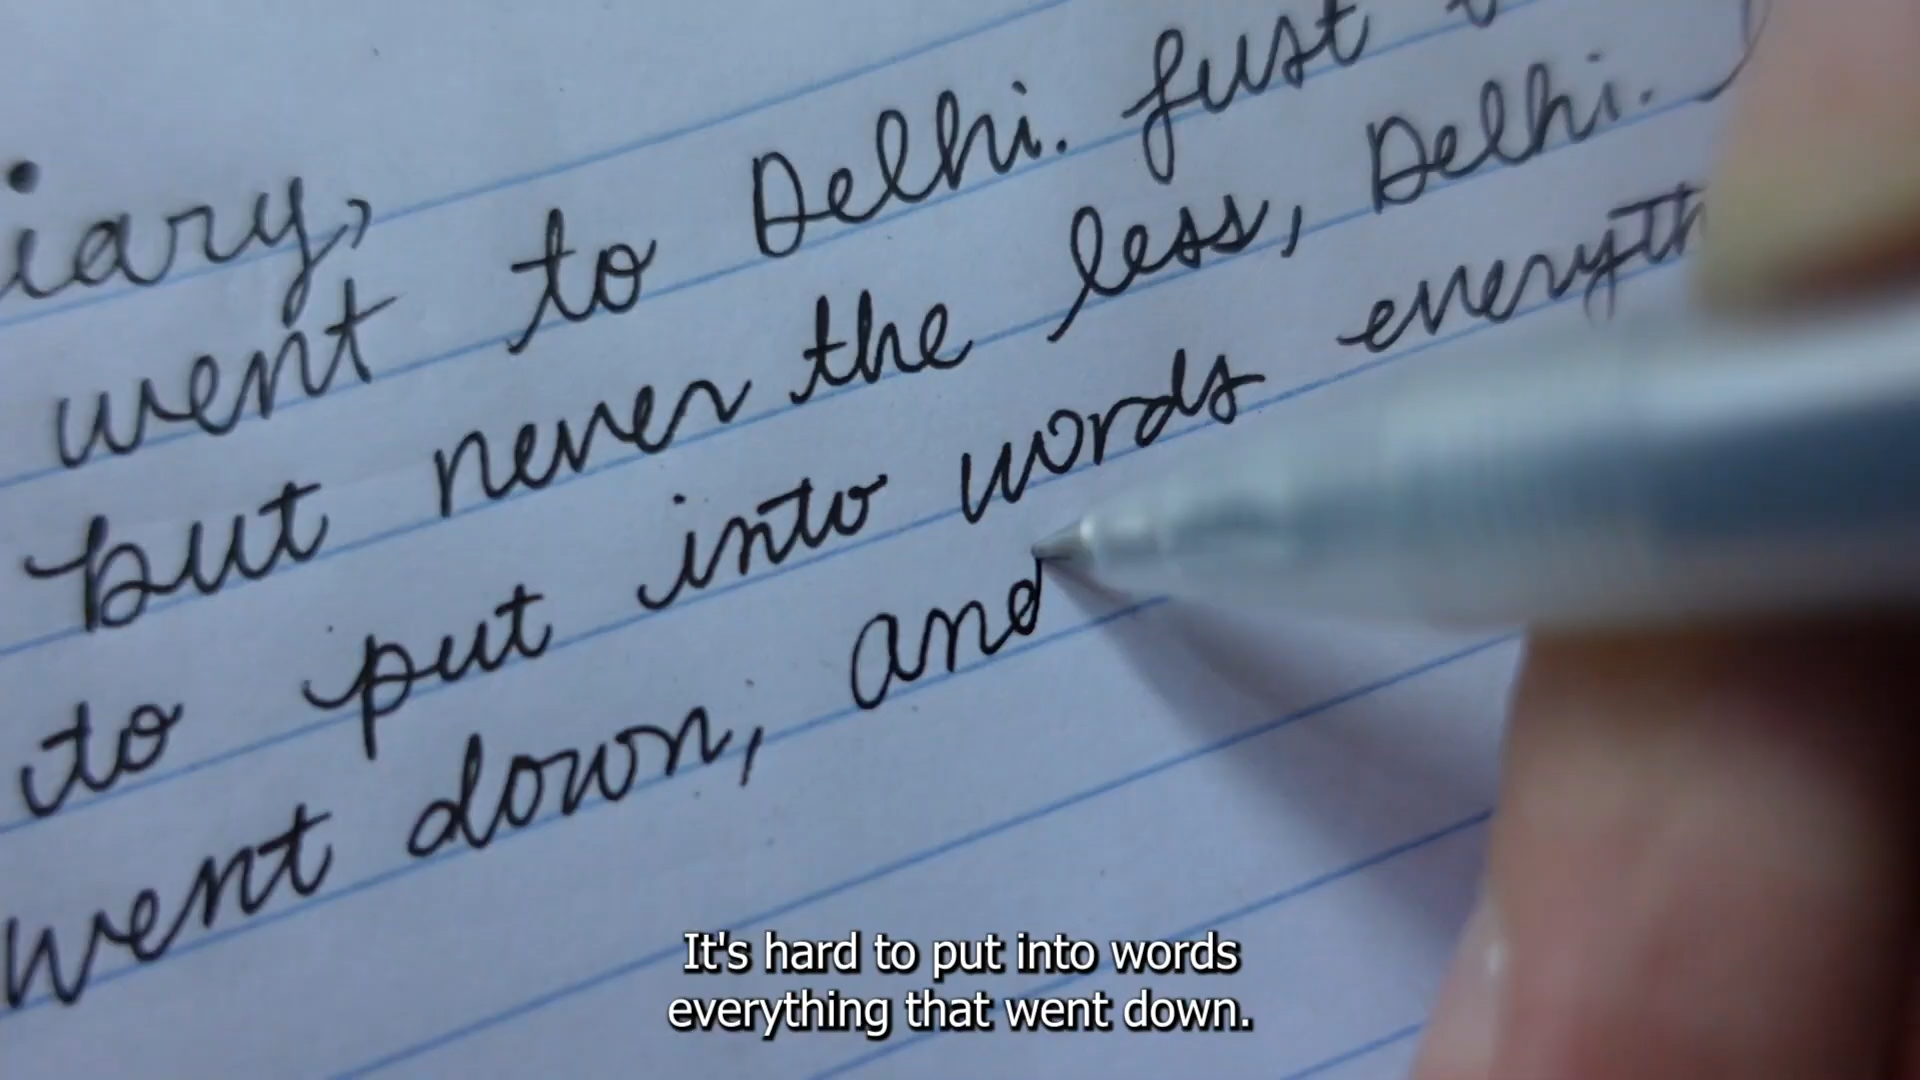 iary,
went to Delhi. Just
but never the less, Delhi.
to put into words everyth
went down, and
It's hard to put into words
everything that went down.